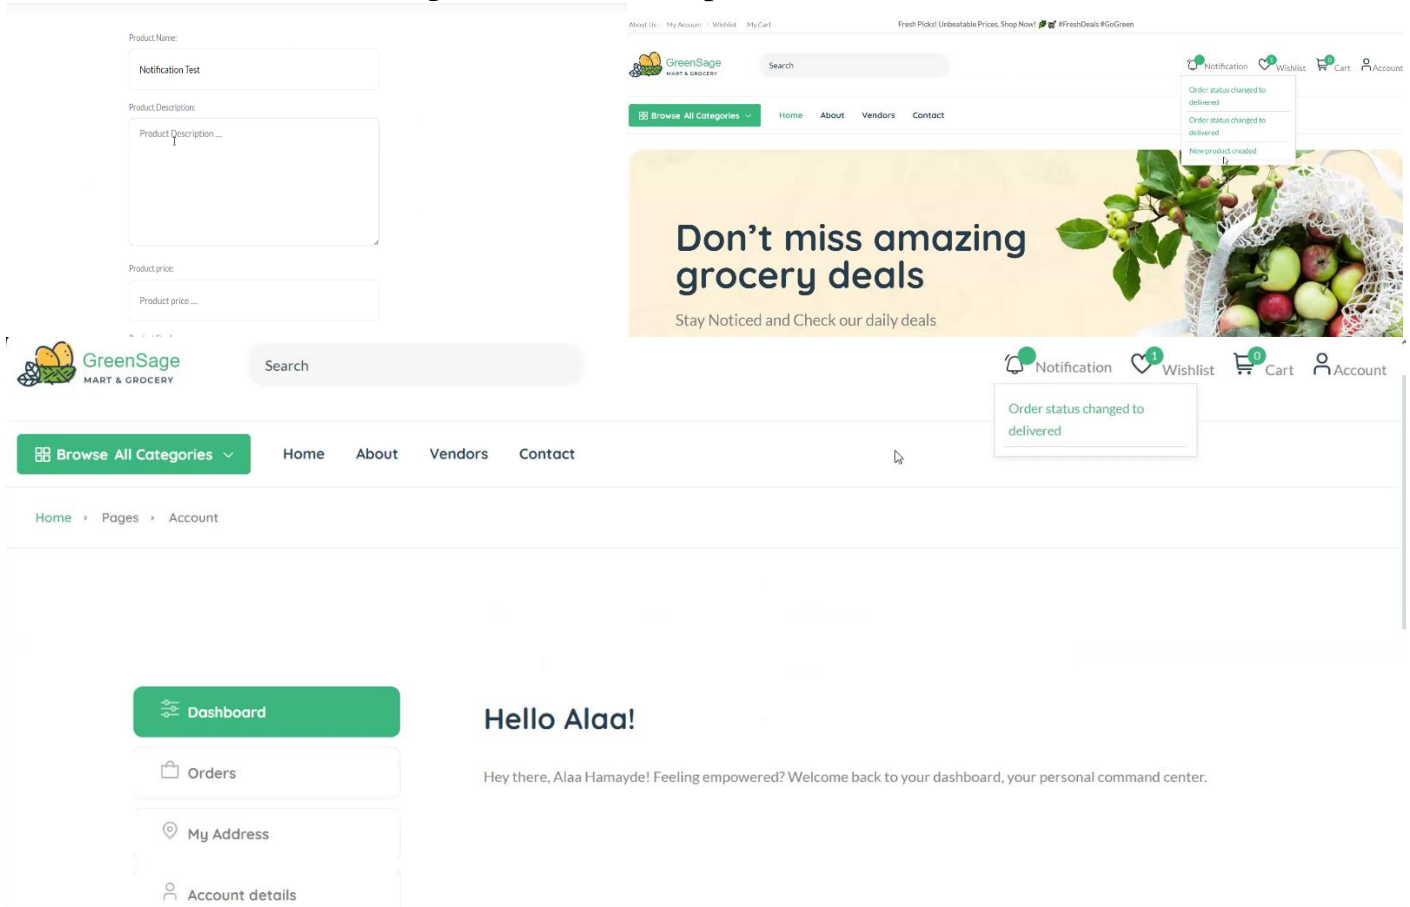 Product Name:
Notification Test
Product Description:
Product Description ....
Product price:
Product price ....
About Us
My Account
Wishlist
My Cart
Fresh Picks! Unbeatable Prices. Shop Now! #FreshDeals #GoGreen
GreenSage
MART & GROCERY
Search
Notification
1
Wishlist
0
Cart
Account
Order status changed to
delivered
Order status changed to
delivered
New product created
Browse All Categories
Home
About
Vendors
Contact
Don't miss amazing
grocery deals
Stay Noticed and Check our daily deals
GreenSage
MART & GROCERY
Search
Notification
1
Wishlist
0
Cart
Account
Order status changed to
delivered
Browse All Categories
Home
About
Vendors
Contact
Home › Pages › Account
Dashboard
Orders
My Address
Account details
Hello Alaa!
Hey there, Alaa Hamayde! Feeling empowered? Welcome back to your dashboard, your personal command center.